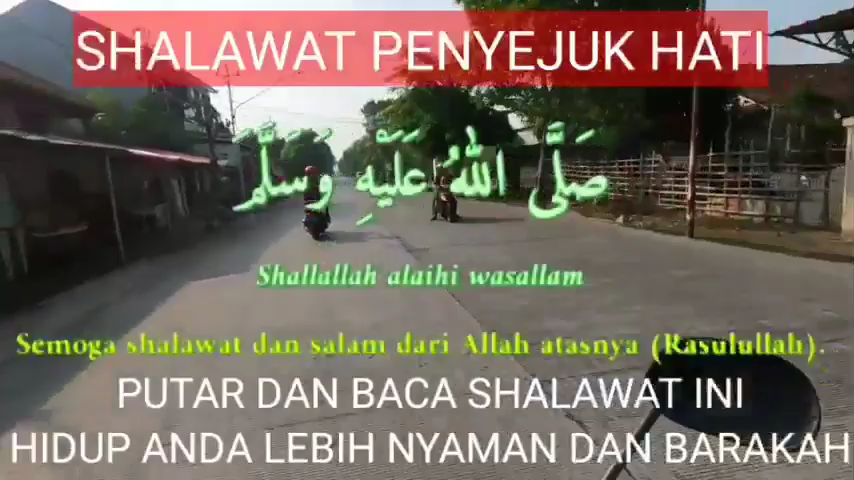 SHALAWAT PENYEJUK HATI
صَلَّى اللهُ عَلَيْهِ وَسَلَّمَ
Shallallah alaihi wasallam
Semoga shalawat dan salam dari Allah atasnya (Rasulullah).
PUTAR DAN BACA SHALAWAT INI
HIDUP ANDA LEBIH NYAMAN DAN BARAKAH